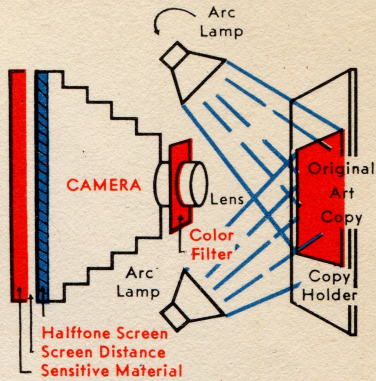 Arc
Lamp
Original
Art
Copy
CAMERA
Lens
Color
Filter
Arc
Lamp
Copy
Holder
Halftone Screen
Screen Distance
Sensitive Material